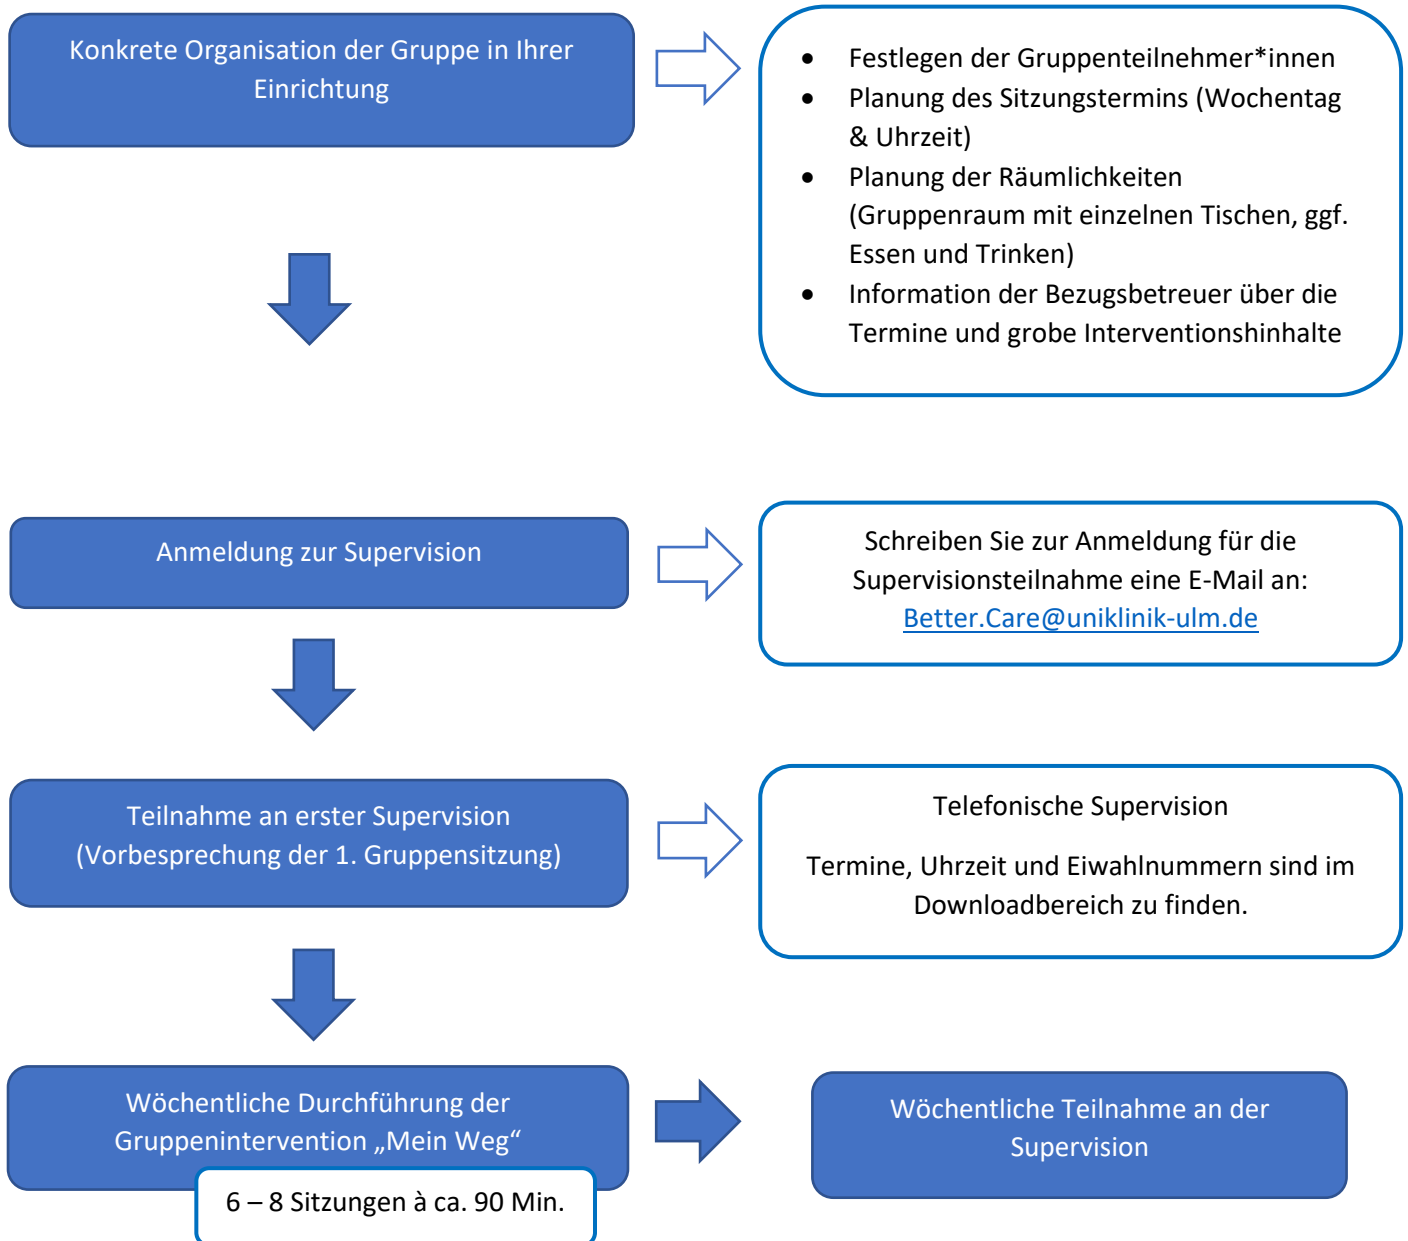 Konkrete Organisation der Gruppe in Ihrer
Einrichtung
• Festlegen der Gruppenteilnehmer*innen
• Planung des Sitzungstermins (Wochentag
& Uhrzeit)
• Planung der Räumlichkeiten
(Gruppenraum mit einzelnen Tischen, ggf.
Essen und Trinken)
• Information der Bezugsbetreuer über die
Termine und grobe Interventionshinhalte
Anmeldung zur Supervision
Schreiben Sie zur Anmeldung für die
Supervisionsteilnahme eine E-Mail an:
Better.Care@uniklinik-ulm.de
Teilnahme an erster Supervision
(Vorbesprechung der 1. Gruppensitzung)
Telefonische Supervision
Termine, Uhrzeit und Eiwahlnummern sind im
Downloadbereich zu finden.
Wöchentliche Durchführung der
Gruppenintervention „Mein Weg“
6 – 8 Sitzungen à ca. 90 Min.
Wöchentliche Teilnahme an der
Supervision